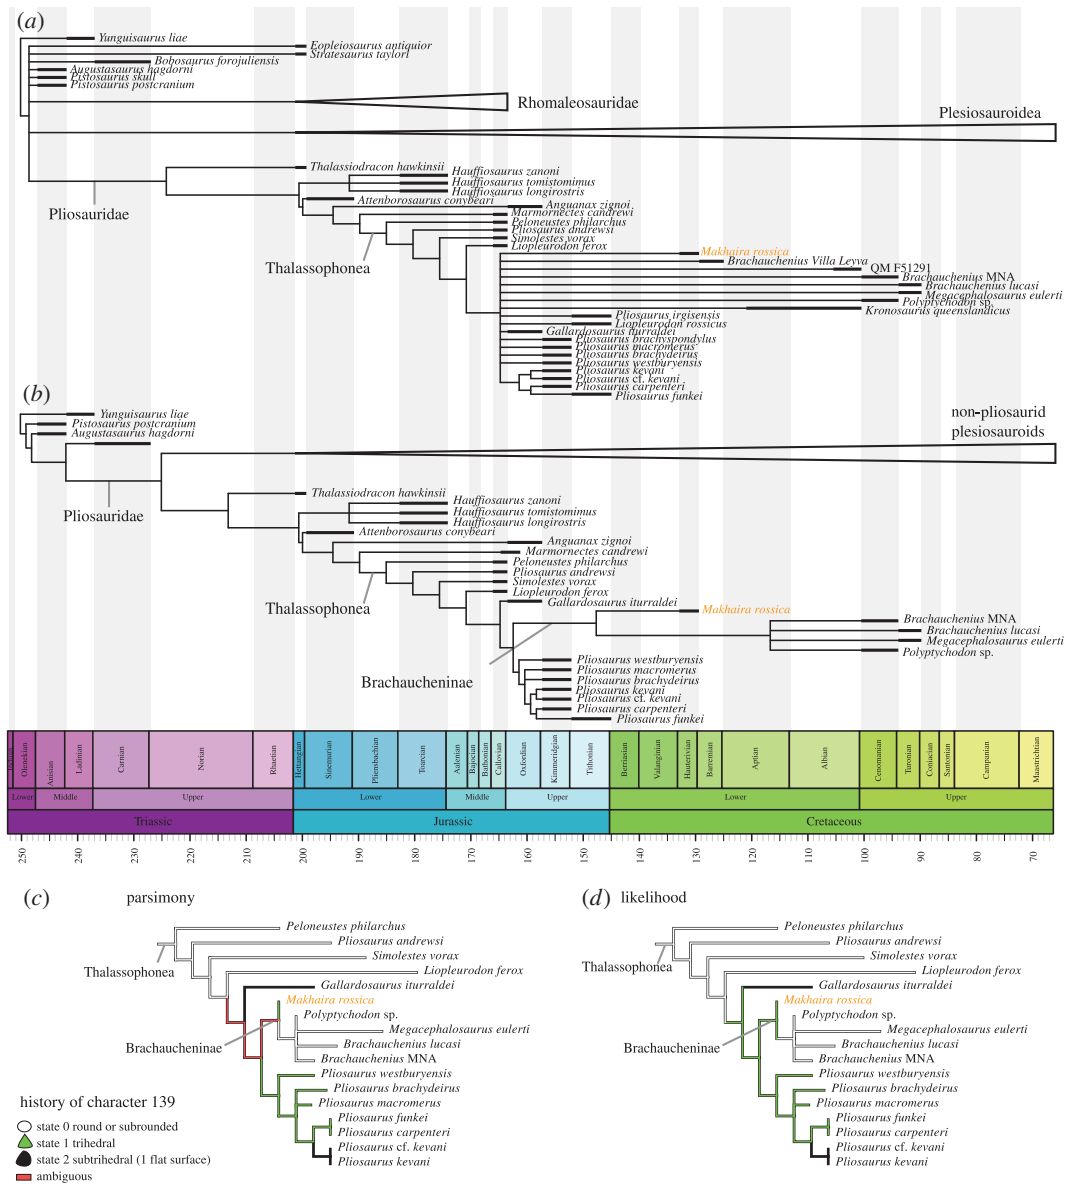 (a)
Yunguisaurus liae
Eopleiosaurus antiquior
Stratesaurus taylori
Bobosaurus forojuliensis
Augustasaurus hagdorni
Pistosaurus skull
Pistosaurus postcranium
Rhomaleosauridae
Plesiosauroidea
Thalassiodracon hawkinsii
Hauffiosaurus zanoni
Hauffiosaurus tomistomimus
Hauffiosaurus longirostris
Pliosauridae
Attenborosaurus conybeari
Anguanax zignoi
Marmornectes candrewi
Peloneustes philarchus
Pliosaurus andrewsi
Simolestes vorax
Liopleurodon ferox
Thalassophonea
Makhaira rossica
Brachauchenius Villa Leyva
QM F51291
Brachauchenius MNA
Brachauchenius lucasi
Megacephalosaurus eulerti
Polyptychodon sp.
Kronosaurus queenslandicus
Pliosaurus irgisensis
Liopleurodon rossicus
Gallardosaurus iturraldei
Pliosaurus brachyspondylus
Pliosaurus macromerus
Pliosaurus brachydeirus
Pliosaurus westburyensis
Pliosaurus kevani
Pliosaurus cf. kevani
Pliosaurus carpenteri
Pliosaurus funkei
(b)
Yunguisaurus liae
Pistosaurus postcranium
Augustasaurus hagdorni
non-pliosaurid
plesiosauroids
Pliosauridae
Thalassiodracon hawkinsii
Hauffiosaurus zanoni
Hauffiosaurus tomistomimus
Hauffiosaurus longirostris
Attenborosaurus conybeari
Anguanax zignoi
Marmornectes candrewi
Peloneustes philarchus
Pliosaurus andrewsi
Simolestes vorax
Liopleurodon ferox
Thalassophonea
Gallardosaurus iturraldei
Makhaira rossica
Brachauchenius MNA
Brachauchenius lucasi
Megacephalosaurus eulerti
Polyptychodon sp.
Brachaucheninae
Pliosaurus westburyensis
Pliosaurus macromerus
Pliosaurus brachydeirus
Pliosaurus kevani
Pliosaurus cf. kevani
Pliosaurus carpenteri
Pliosaurus funkei
Olenekian Anisian Ladinian Carnian Norian Rhaetien Hettangian Sinemurian Pliensbachian Toarcian Aalenian Bajocian Bathonian Callovian Oxfordian Kimmeridgian Tithonian Berriasian Valanginian Hauterivian Barremian Aptian Albian Cenomanian Turonian Coniacian Santonian Campanian Maastrichtian
Lower Middle Upper Lower Middle Upper Lower Upper
Triassic Jurassic Cretaceous
250 240 230 220 210 200 190 180 170 160 150 140 130 120 110 100 90 80 70
(c) parsimony
Peloneustes philarchus
Pliosaurus andrewsi
Simolestes vorax
Thalassophonea
Liopleurodon ferox
Gallardosaurus iturraldei
Makhaira rossica
Polyptychodon sp.
Megacephalosaurus eulerti
Brachaucheninae
Brachauchenius lucasi
Brachauchenius MNA
Pliosaurus westburyensis
Pliosaurus brachydeirus
Pliosaurus macromerus
Pliosaurus funkei
Pliosaurus carpenteri
Pliosaurus cf. kevani
Pliosaurus kevani
history of character 139
state 0 round or subrounded
state 1 trihedral
state 2 subtrihedral (1 flat surface)
ambiguous
(d) likelihood
Peloneustes philarchus
Pliosaurus andrewsi
Simolestes vorax
Thalassophonea
Liopleurodon ferox
Gallardosaurus iturraldei
Makhaira rossica
Polyptychodon sp.
Megacephalosaurus eulerti
Brachaucheninae
Brachauchenius lucasi
Brachauchenius MNA
Pliosaurus westburyensis
Pliosaurus brachydeirus
Pliosaurus macromerus
Pliosaurus funkei
Pliosaurus carpenteri
Pliosaurus cf. kevani
Pliosaurus kevani